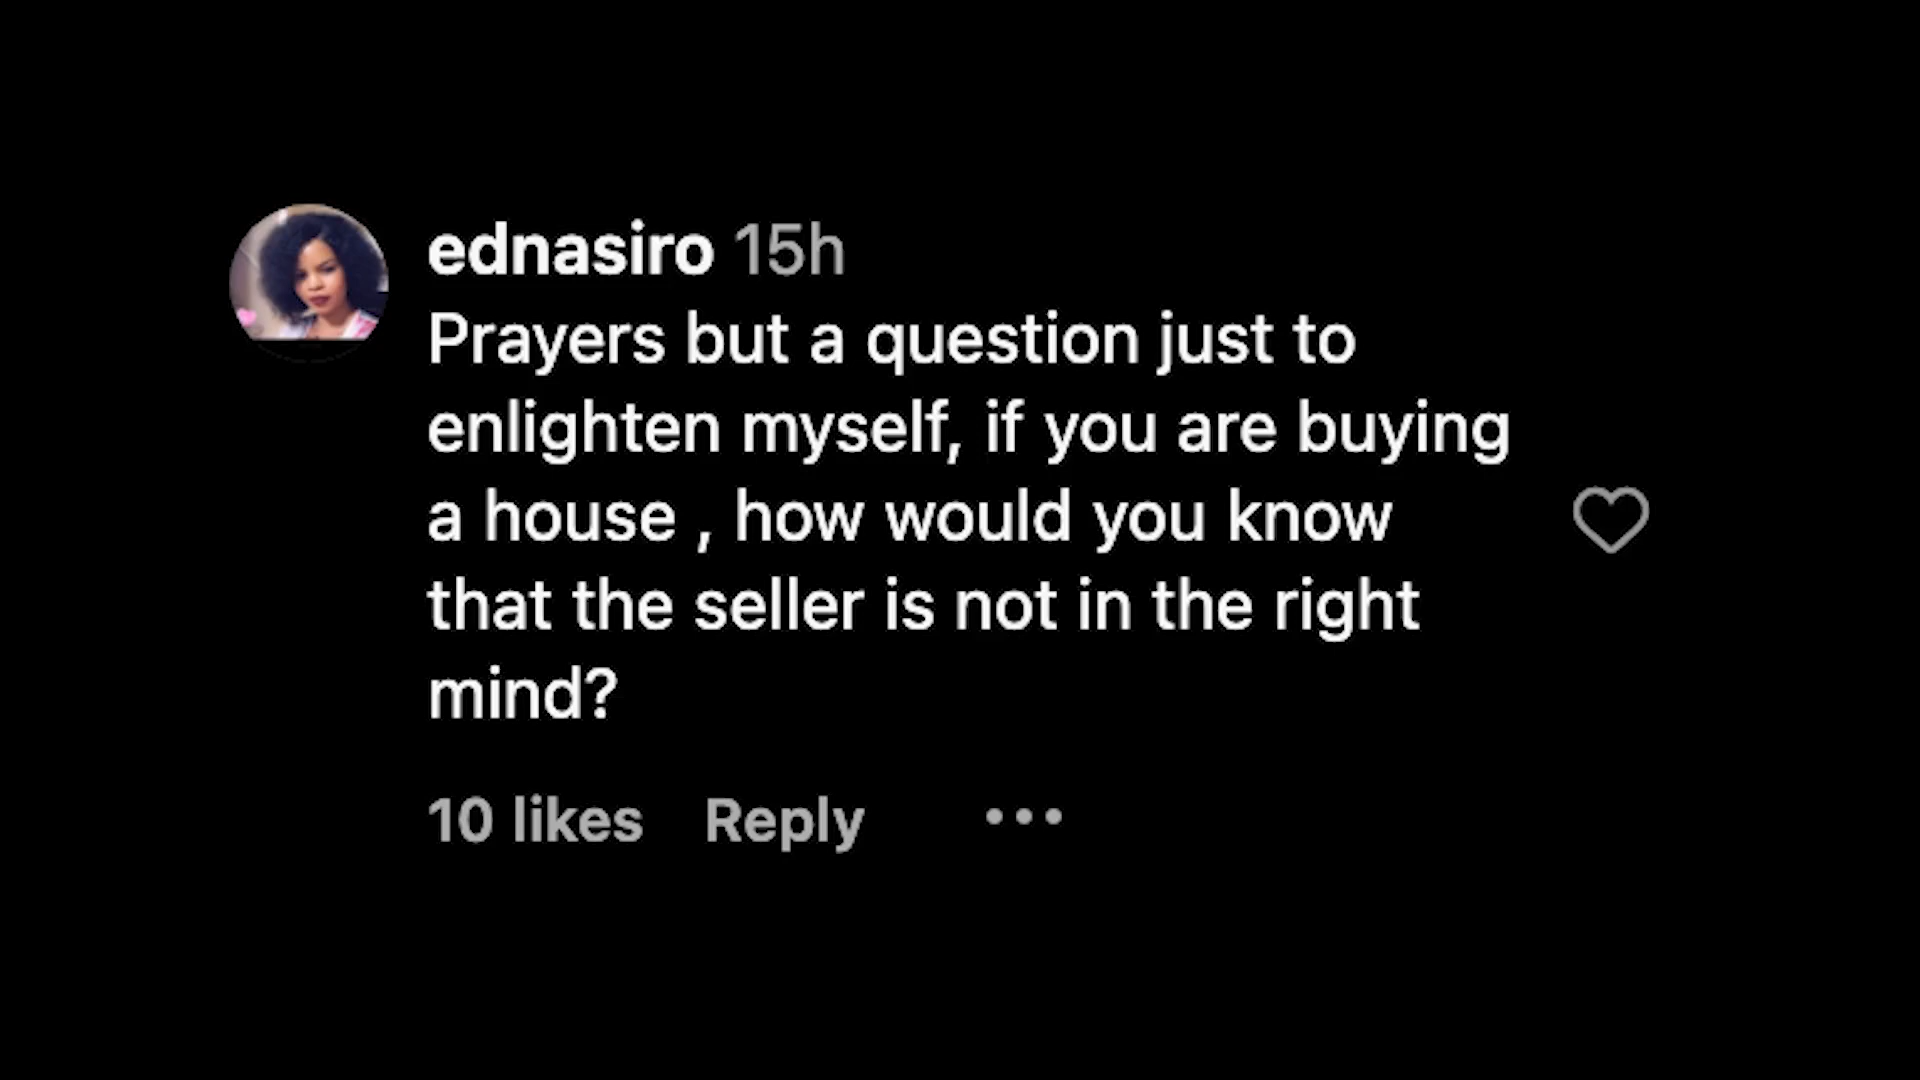 ednasiro 15h
Prayers but a question just to
enlighten myself, if you are buying
a house , how would you know
that the seller is not in the right
mind?
10 likes Reply •••